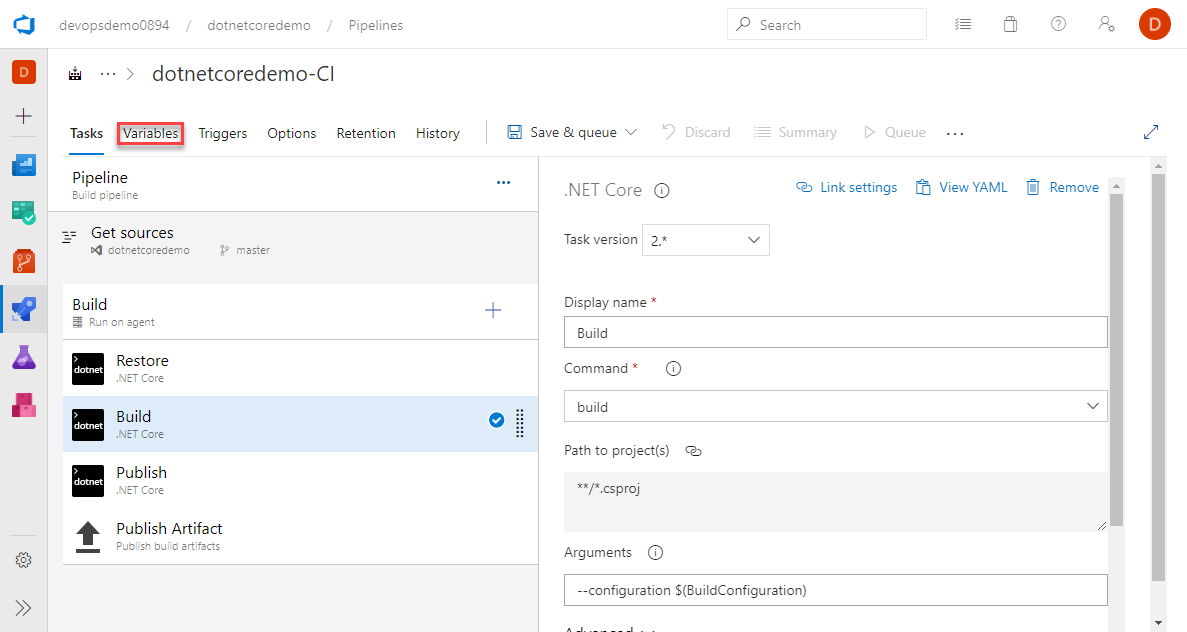 devopsdemo0894 / dotnetcoredemo / Pipelines
Search
D
D
··· > dotnetcoredemo-CI
Tasks Variables Triggers Options Retention History Save & queue Discard Summary Queue ···
Pipeline
Build pipeline
Get sources
dotnetcoredemo master
Build
Run on agent
dotnet Restore
.NET Core
dotnet Build
.NET Core
dotnet Publish
.NET Core
Publish Artifact
Publish build artifacts
.NET Core Link settings View YAML Remove
Task version 2.*
Display name *
Build
Command *
build
Path to project(s)
**/*.csproj
Arguments
--configuration $(BuildConfiguration)
Advanced